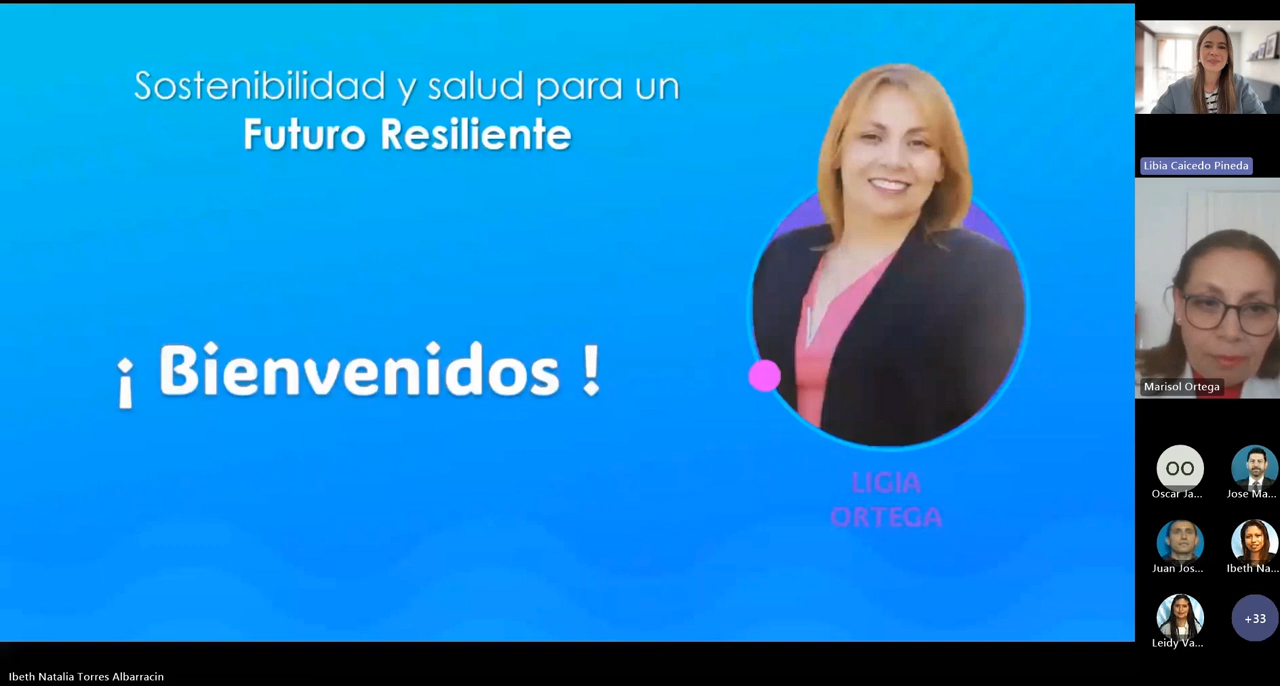 Sostenibilidad y salud para un
Futuro Resiliente
¡ Bienvenidos !
LIGIA
ORTEGA
Libia Caicedo Pineda
Marisol Ortega
OO
Oscar Ja...
Jose Ma...
Juan Jos...
Ibeth Na...
Leidy Va...
+33
Ibeth Natalia Torres Albarracin